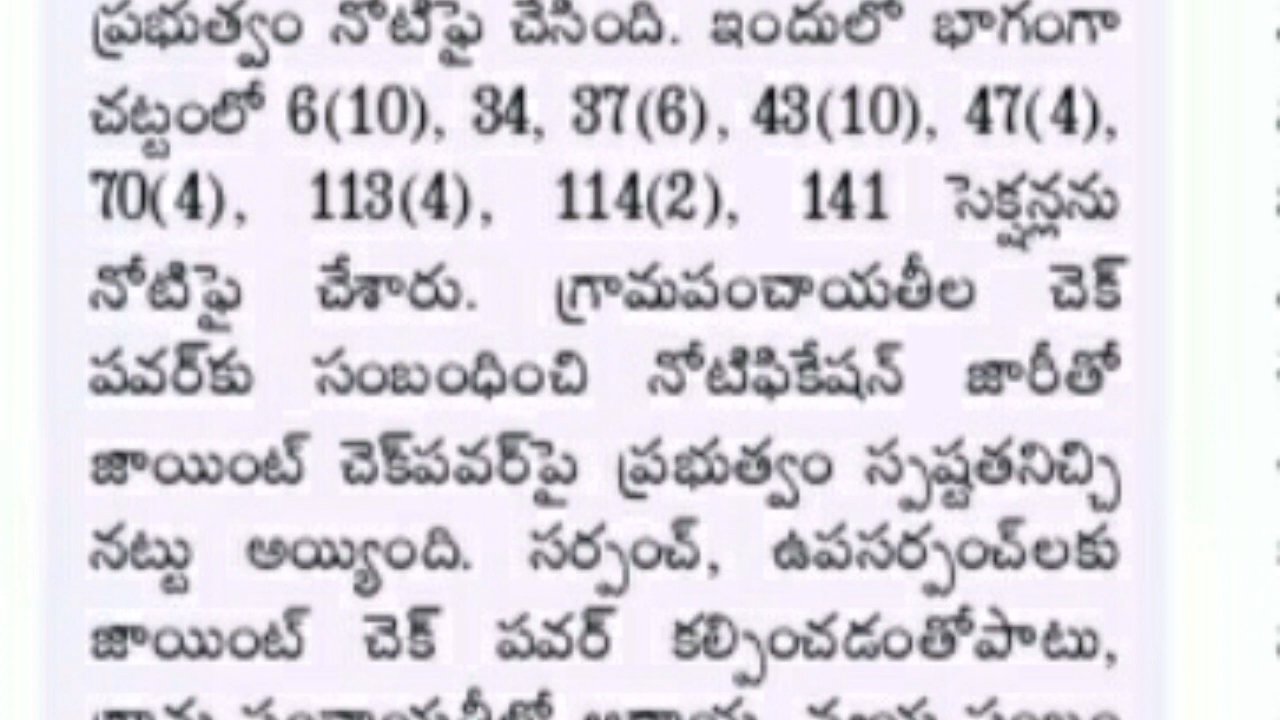 ప్రభుత్వం నోటిఫై చేసింది. ఇందులో భాగంగా
చట్టంలో 6(10), 34, 37(6), 43(10), 47(4),
70(4), 113(4), 114(2), 141 సెక్షన్లను
నోటిఫై చేశారు. గ్రామపంచాయతీల చెక్
పవర్‌కు సంబంధించి నోటిఫికేషన్ జారీతో
జాయింట్ చెక్‌పవర్‌పై ప్రభుత్వం స్పష్టతనిచ్చి
నట్టు అయ్యింది. సర్పంచ్, ఉపసర్పంచ్‌లకు
జాయింట్ చెక్ పవర్ కల్పించడంతోపాటు,